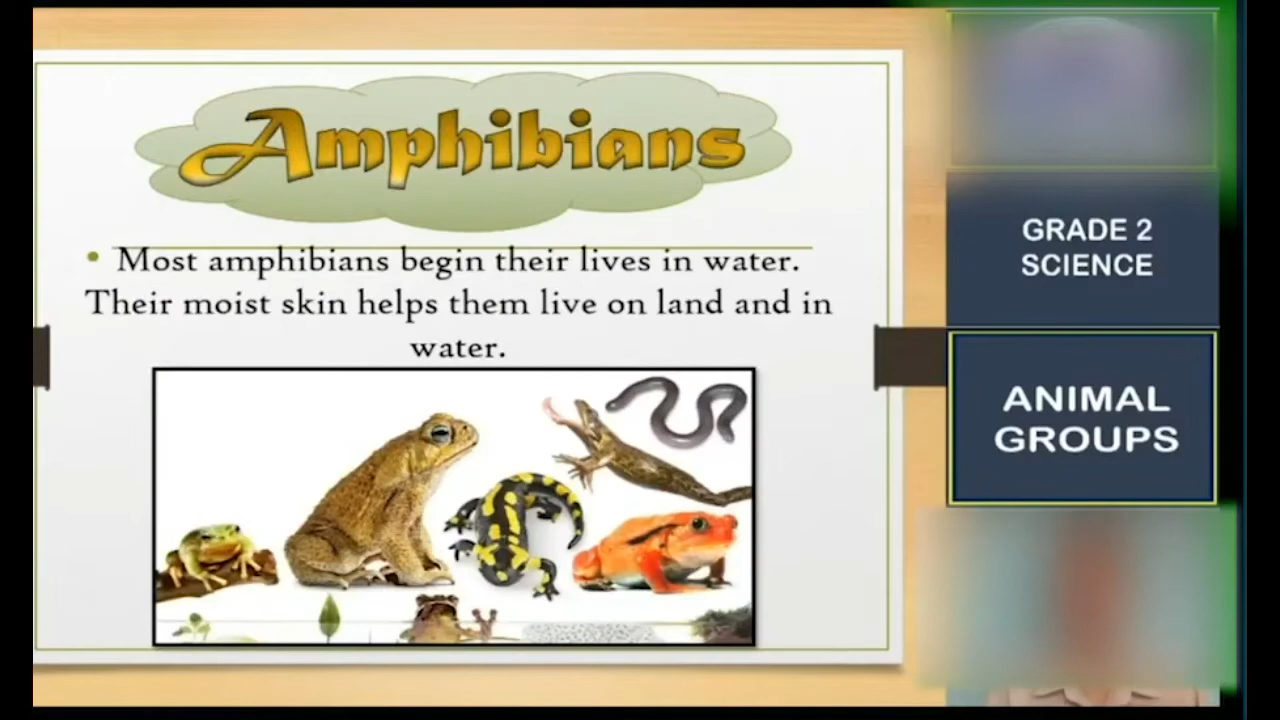 Amphibians
• Most amphibians begin their lives in water.
Their moist skin helps them live on land and in
water.
GRADE 2
SCIENCE
ANIMAL
GROUPS